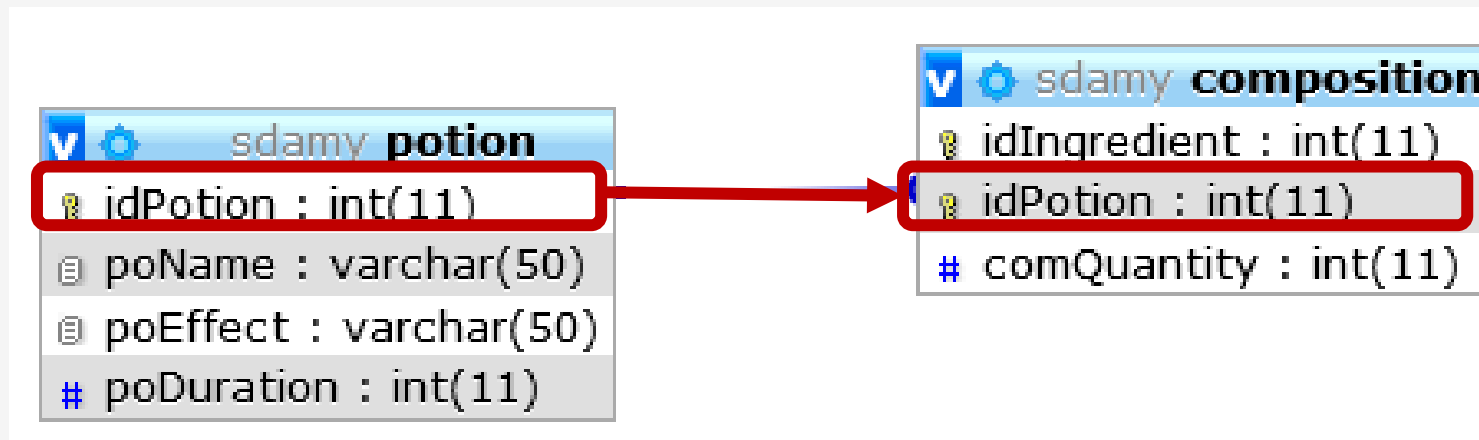 sdamy potion
idPotion : int(11)
poName : varchar(50)
poEffect : varchar(50)
poDuration : int(11)
v sdamy composition
idIngredient : int(11)
idPotion : int(11)
# comQuantity : int(11)